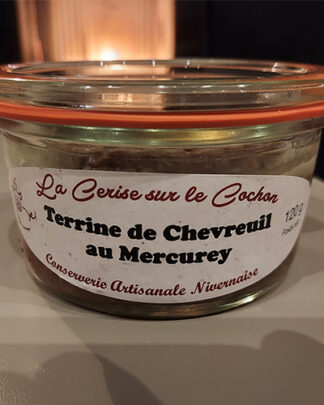 La Cerise sur le Cochon
Terrine de Chevreuil
au Mercurey
120g
Conserverie Artisanale Nivernaise